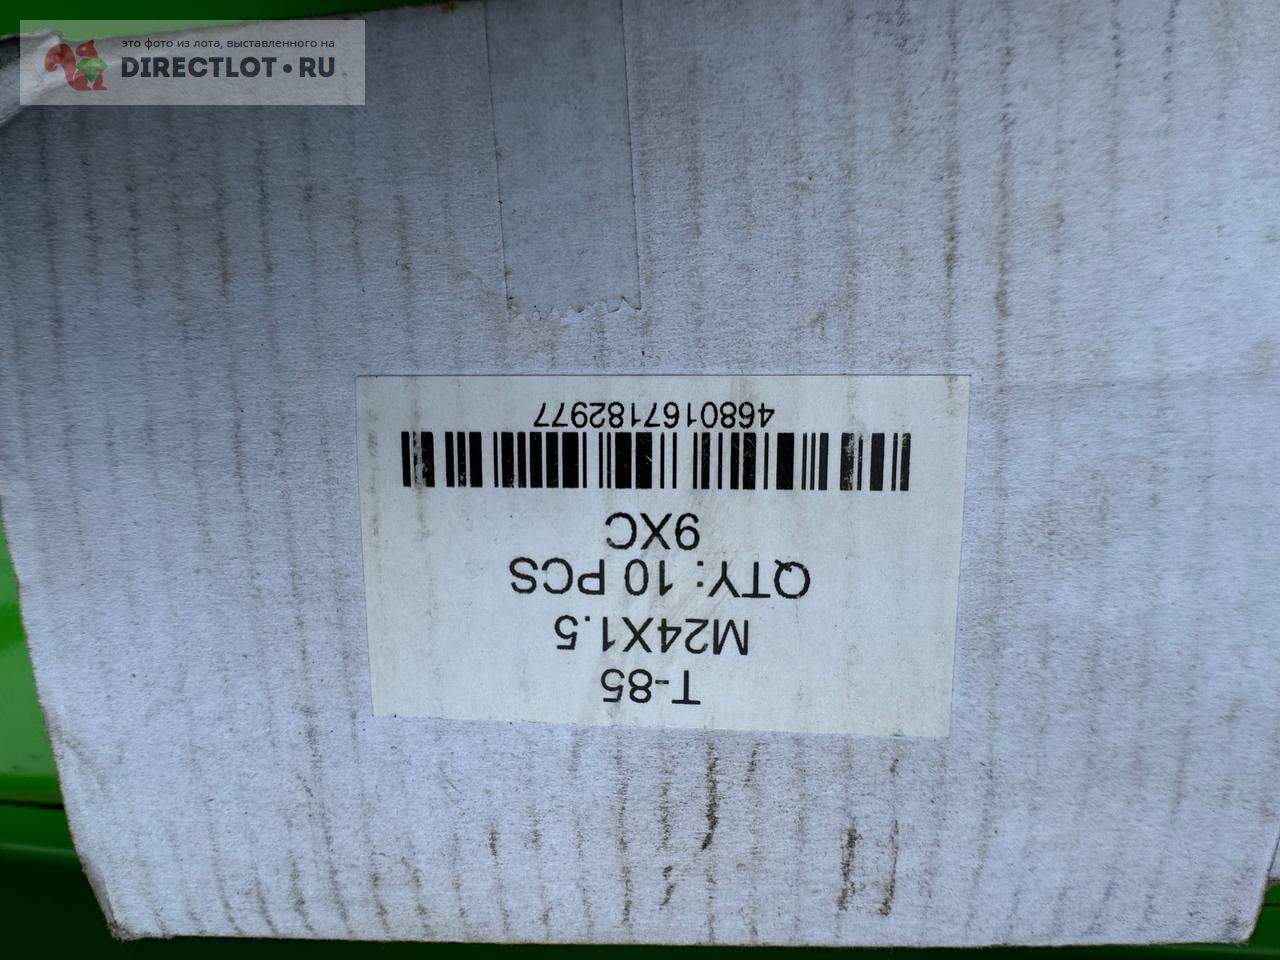 это фото из лота, выставленного на
DIRECTLOT•RU
T-85
M24X1.5
QTY: 10 PCS
9XC
4680167182977